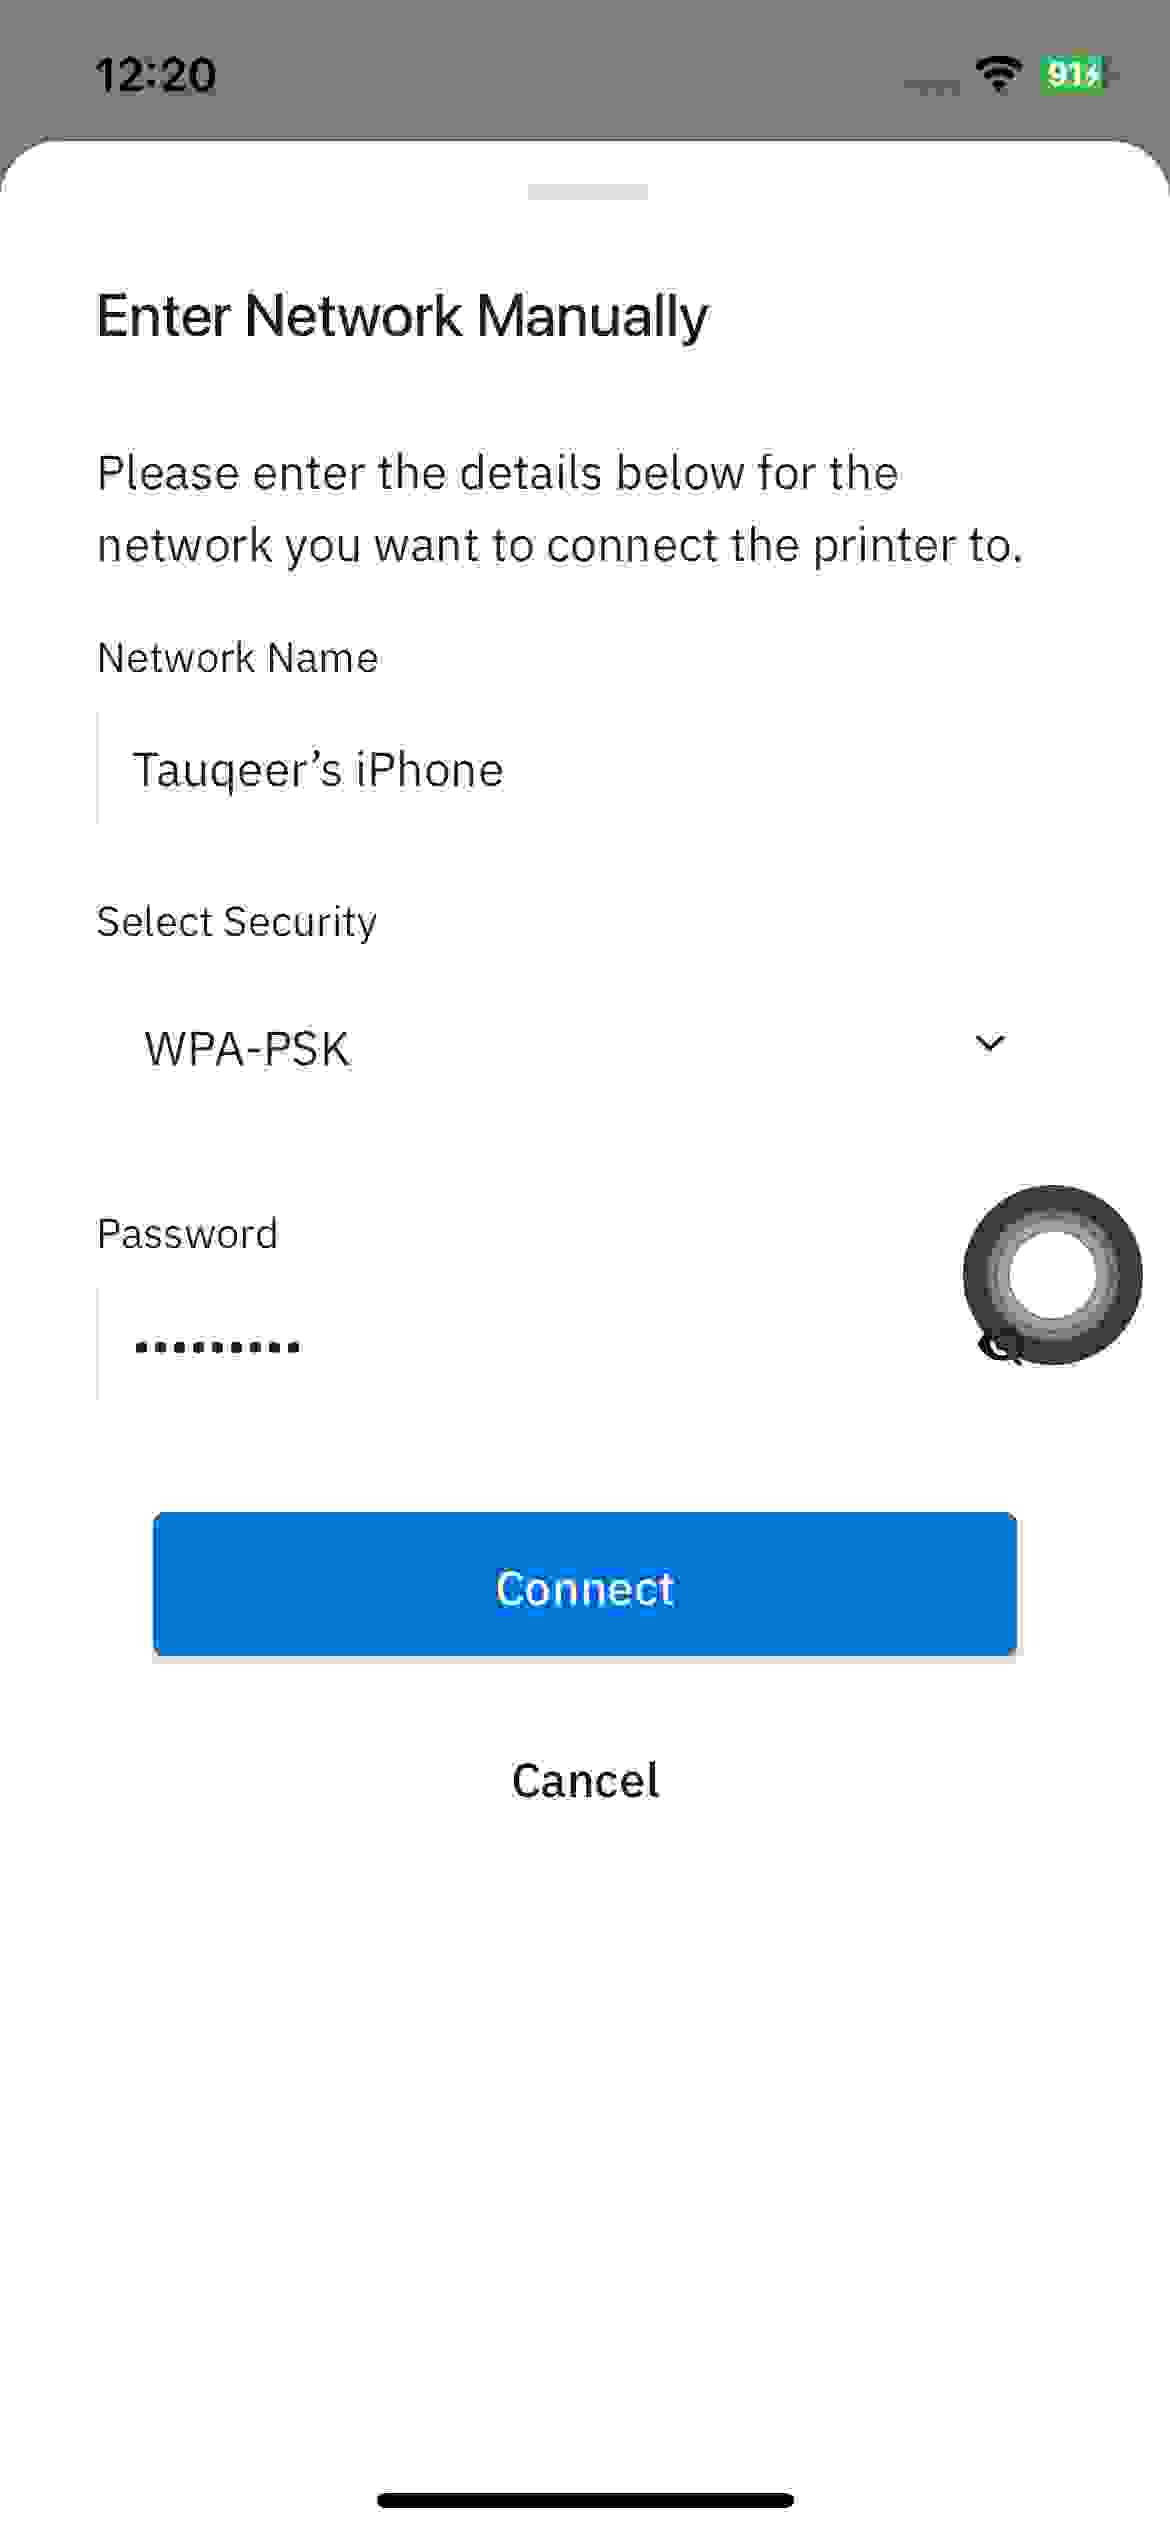 12:20
91
Enter Network Manually
Please enter the details below for the
network you want to connect the printer to.
Network Name
Tauqeer’s iPhone
Select Security
WPA-PSK
Password
•••••••••
Connect
Cancel